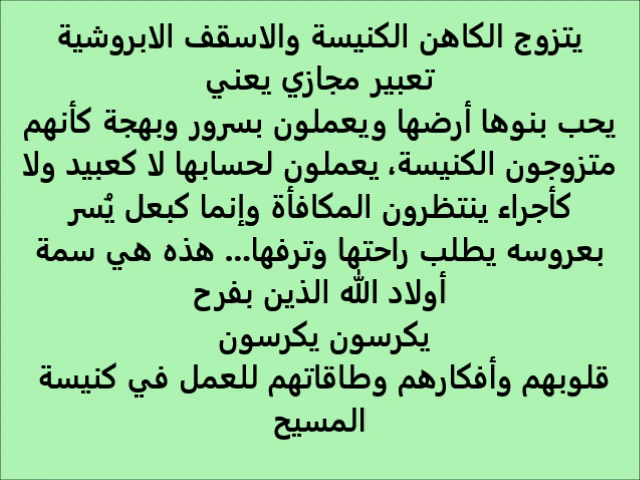 يتزوج الكاهن الكنيسة والاسقف الابروشية
تعبير مجازي يعني
يحب بنوها أرضها ويعملون بسرور وبهجة كأنهم
متزوجون الكنيسة، يعملون لحسابها لا كعبيد ولا
كأجراء ينتظرون المكافأة وإنما كبعل يُسر
بعروسه يطلب راحتها وترفها... هذه هي سمة
أولاد الله الذين بفرح
يكرسون يكرسون
قلوبهم وأفكارهم وطاقاتهم للعمل في كنيسة
المسيح